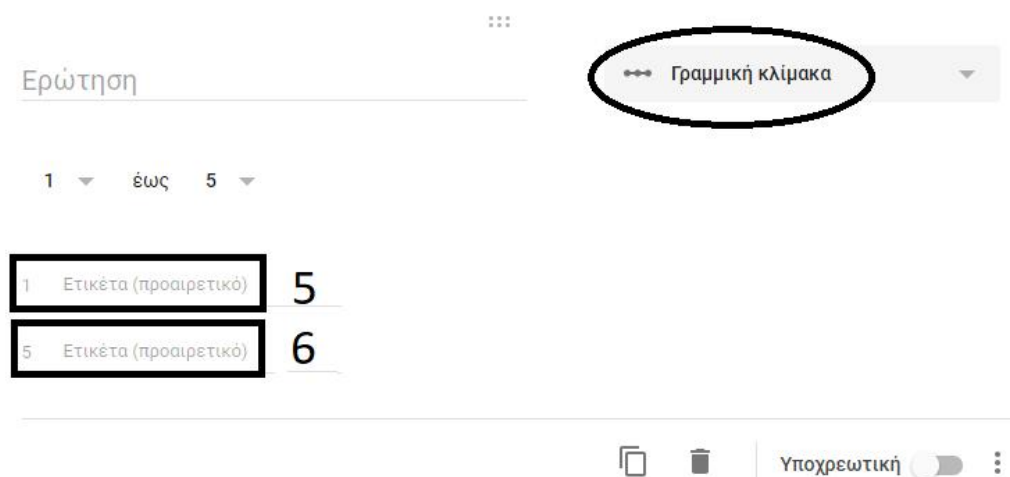 Ερώτηση
Γραμμική κλίμακα
1 έως 5
1 Ετικέτα (προαιρετικό) 5
5 Ετικέτα (προαιρετικό) 6
Υποχρεωτική